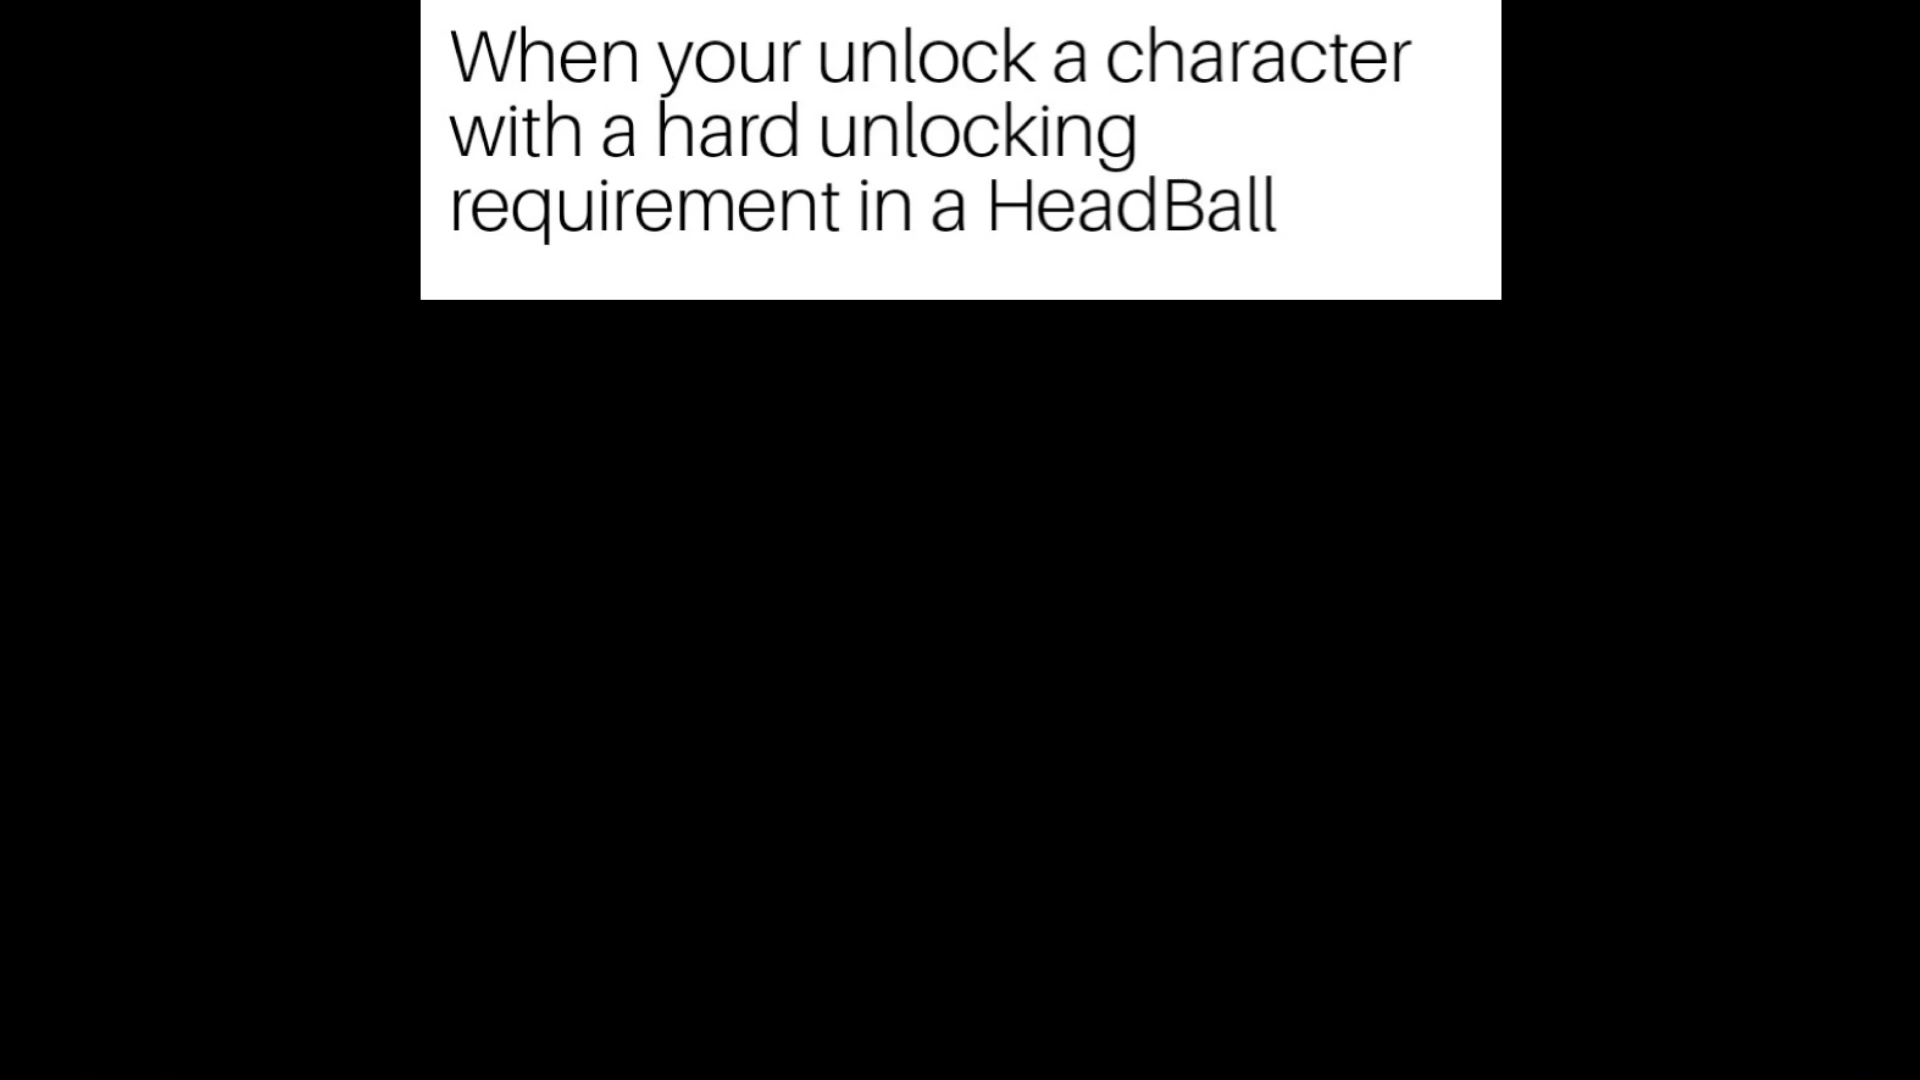 When your unlock a character
with a hard unlocking
requirement in a HeadBall